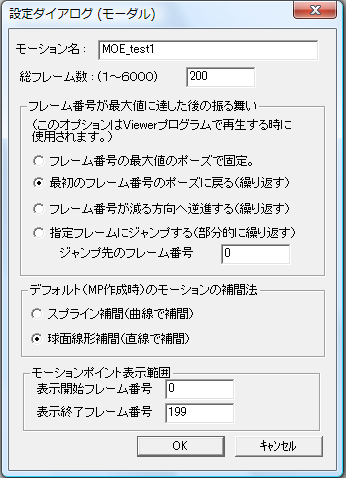 設定ダイアログ (モーダル)
モーション名： MOE_test1
総フレーム数：(1～6000) 200
フレーム番号が最大値に達した後の振る舞い
(このオプションはViewerプログラムで再生する時に
使用されます。)
フレーム番号の最大値のポーズで固定。
最初のフレーム番号のポーズに戻る(繰り返す)
フレーム番号が減る方向へ逆進する(繰り返す)
指定フレームにジャンプする(部分的に繰り返す)
ジャンプ先のフレーム番号 0
デフォルト(MP作成時)のモーションの補間法
スプライン補間(曲線で補間)
球面線形補間(直線で補間)
モーションポイント表示範囲
表示開始フレーム番号 0
表示終了フレーム番号 199
OK ｷｬﾝｾﾙ